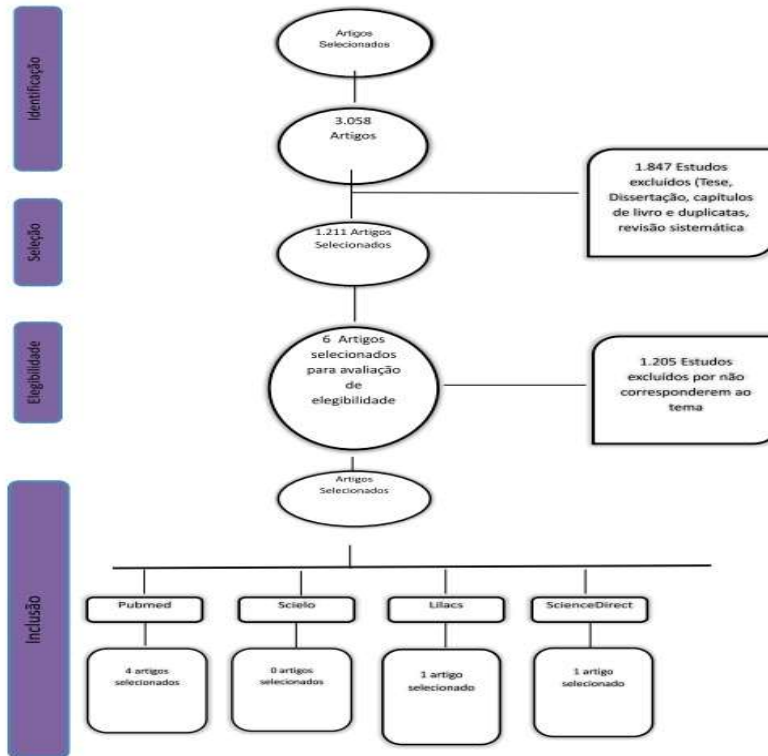 Identificação
Artigos
Selecionados
3.058
Artigos
1.847 Estudos
excluídos (Tese,
Dissertação, capítulos
de livro e duplicatas,
revisão sistemática
Seleção
1.211 Artigos
Selecionados
Elegibilidade
6 Artigos
selecionados
para avaliação
de
elegibilidade
1.205 Estudos
excluídos por não
corresponderem ao
tema
Inclusão
Artigos
Selecionados
Pubmed
Scielo
Lilacs
ScienceDirect
4 artigos
selecionados
0 artigos
selecionados
1 artigo
selecionado
1 artigo
selecionado